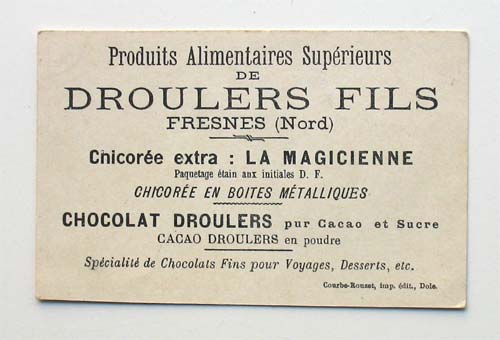 Produits Alimentaires Supérieurs
DE
DROULERS FILS
FRESNES (Nord)
Chicorée extra : LA MAGICIENNE
Paquetage étain aux initiales D. F.
CHICORÉE EN BOITES MÉTALLIQUES
CHOCOLAT DROULERS pur Cacao et Sucre
CACAO DROULERS en poudre
Spécialité de Chocolats Fins pour Voyages, Desserts, etc.
Courbe-Rouzet, imp. édit., Dole.